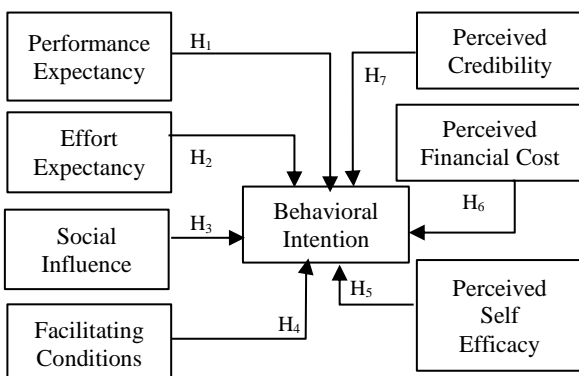 Performance
Expectancy
H₁
Perceived
Credibility
H₇
Effort
Expectancy
H₂
Perceived
Financial Cost
H₆
Behavioral
Intention
Social
Influence
H₃
H₅
Perceived
Self
Efficacy
Facilitating
Conditions
H₄